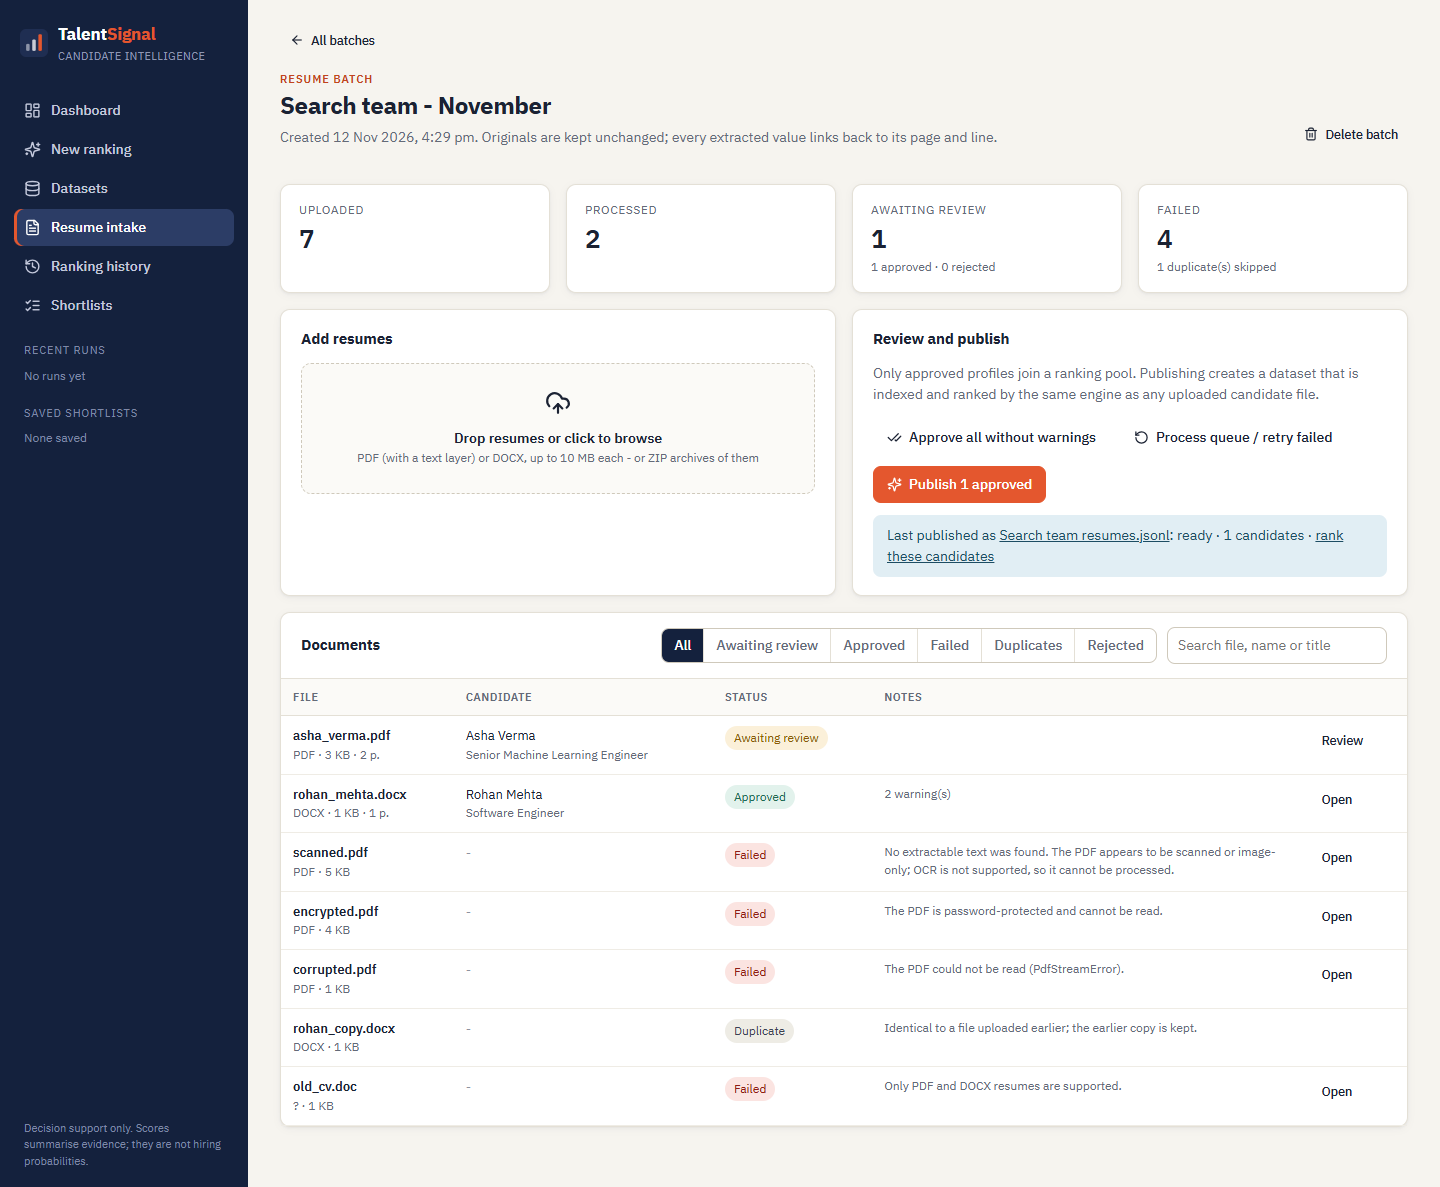 TalentSignal
CANDIDATE INTELLIGENCE
Dashboard
New ranking
Datasets
Resume intake
Ranking history
Shortlists
RECENT RUNS
No runs yet
SAVED SHORTLISTS
None saved
Decision support only. Scores
summarise evidence; they are not hiring
probabilities.
All batches
RESUME BATCH
Search team - November
Created 12 Nov 2026, 4:29 pm. Originals are kept unchanged; every extracted value links back to its page and line.
Delete batch
UPLOADED
7
PROCESSED
2
AWAITING REVIEW
1
1 approved · 0 rejected
FAILED
4
1 duplicate(s) skipped
Add resumes
Drop resumes or click to browse
PDF (with a text layer) or DOCX, up to 10 MB each - or ZIP archives of them
Review and publish
Only approved profiles join a ranking pool. Publishing creates a dataset that is
indexed and ranked by the same engine as any uploaded candidate file.
Approve all without warnings
Process queue / retry failed
Publish 1 approved
Last published as Search team resumes.jsonl: ready · 1 candidates · rank
these candidates
Documents
All Awaiting review Approved Failed Duplicates Rejected
Search file, name or title
FILE CANDIDATE STATUS NOTES
asha_verma.pdf Asha Verma Awaiting review Review
PDF · 3 KB · 2 p. Senior Machine Learning Engineer
rohan_mehta.docx Rohan Mehta Approved 2 warning(s) Open
DOCX · 1 KB · 1 p. Software Engineer
scanned.pdf - Failed No extractable text was found. The PDF appears to be scanned or image- Open
PDF · 5 KB only; OCR is not supported, so it cannot be processed.
encrypted.pdf - Failed The PDF is password-protected and cannot be read. Open
PDF · 4 KB
corrupted.pdf - Failed The PDF could not be read (PdfStreamError). Open
PDF · 1 KB
rohan_copy.docx - Duplicate Identical to a file uploaded earlier; the earlier copy is kept.
DOCX · 1 KB
old_cv.doc - Failed Only PDF and DOCX resumes are supported. Open
? · 1 KB